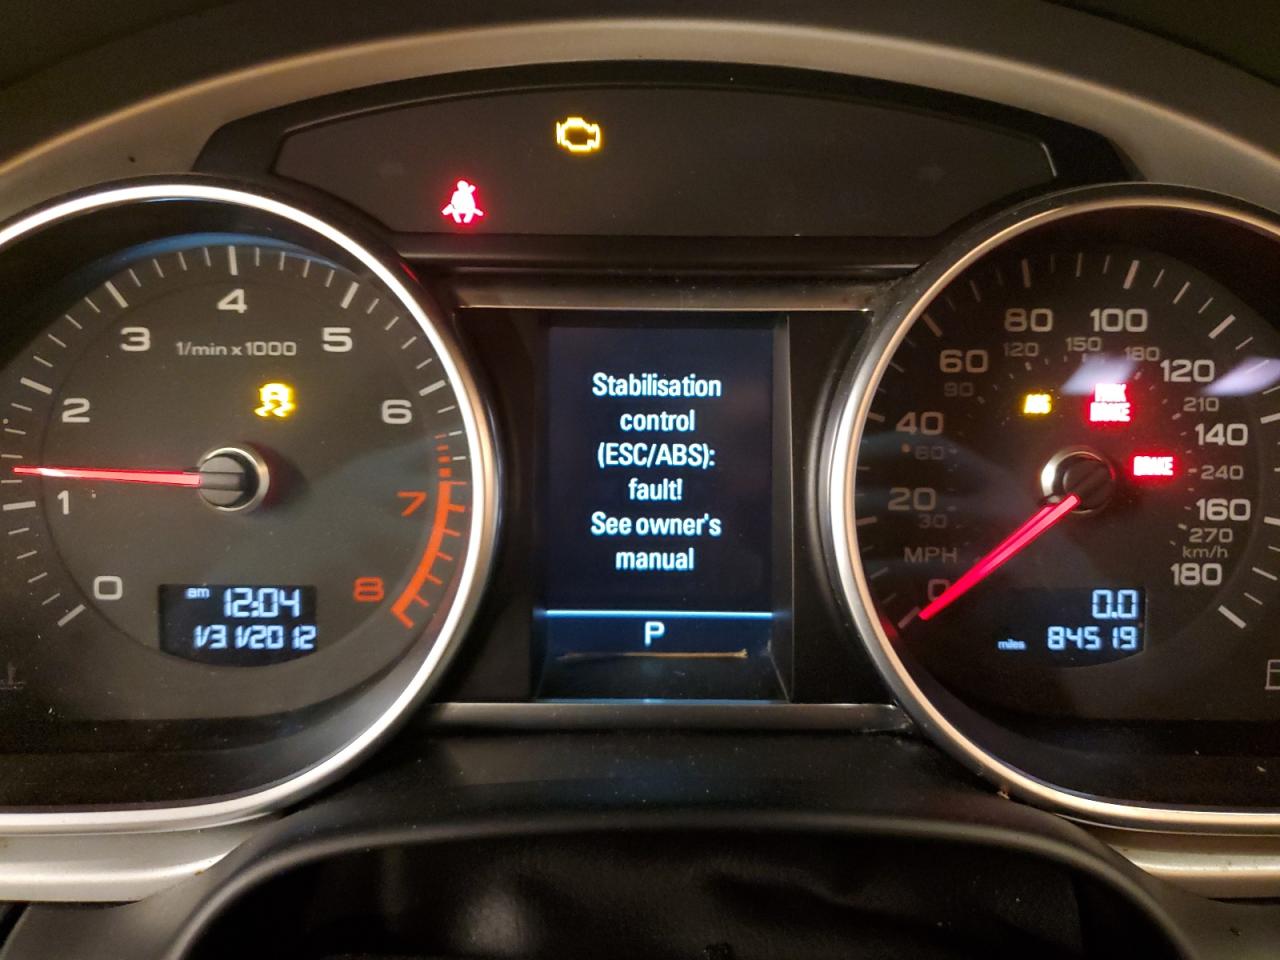 4
3
5
1/min x 1000
2
6
1
7
0
8
am 12:04
1/31/2012
Stabilisation
control
(ESC/ABS):
fault!
See owner's
manual
P
80
100
120
150
180
60
120
90
210
40
60
140
240
20
30
160
270
MPH
km/h
180
0
ABS
PARK
BRAKE
BRAKE
0.0
miles 84519